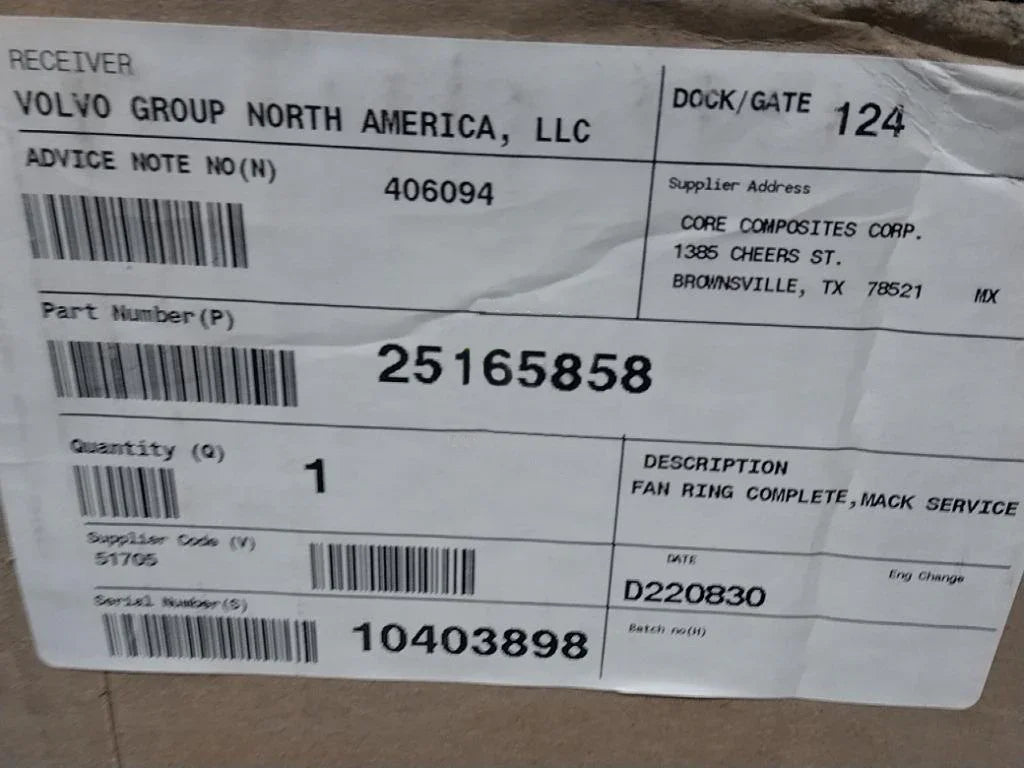 RECEIVER
VOLVO GROUP NORTH AMERICA, LLC
DOCK/GATE 124
ADVICE NOTE NO(N)
406094
Supplier Address
CORE COMPOSITES CORP.
1385 CHEERS ST.
BROWNSVILLE, TX 78521 MX
Part Number(P)
25165858
Quantity (Q)
1
DESCRIPTION
FAN RING COMPLETE,MACK SERVICE
Supplier Code (V)
51705
DATE
D220830
Eng Change
Serial Number(S)
10403898
Batch no(H)